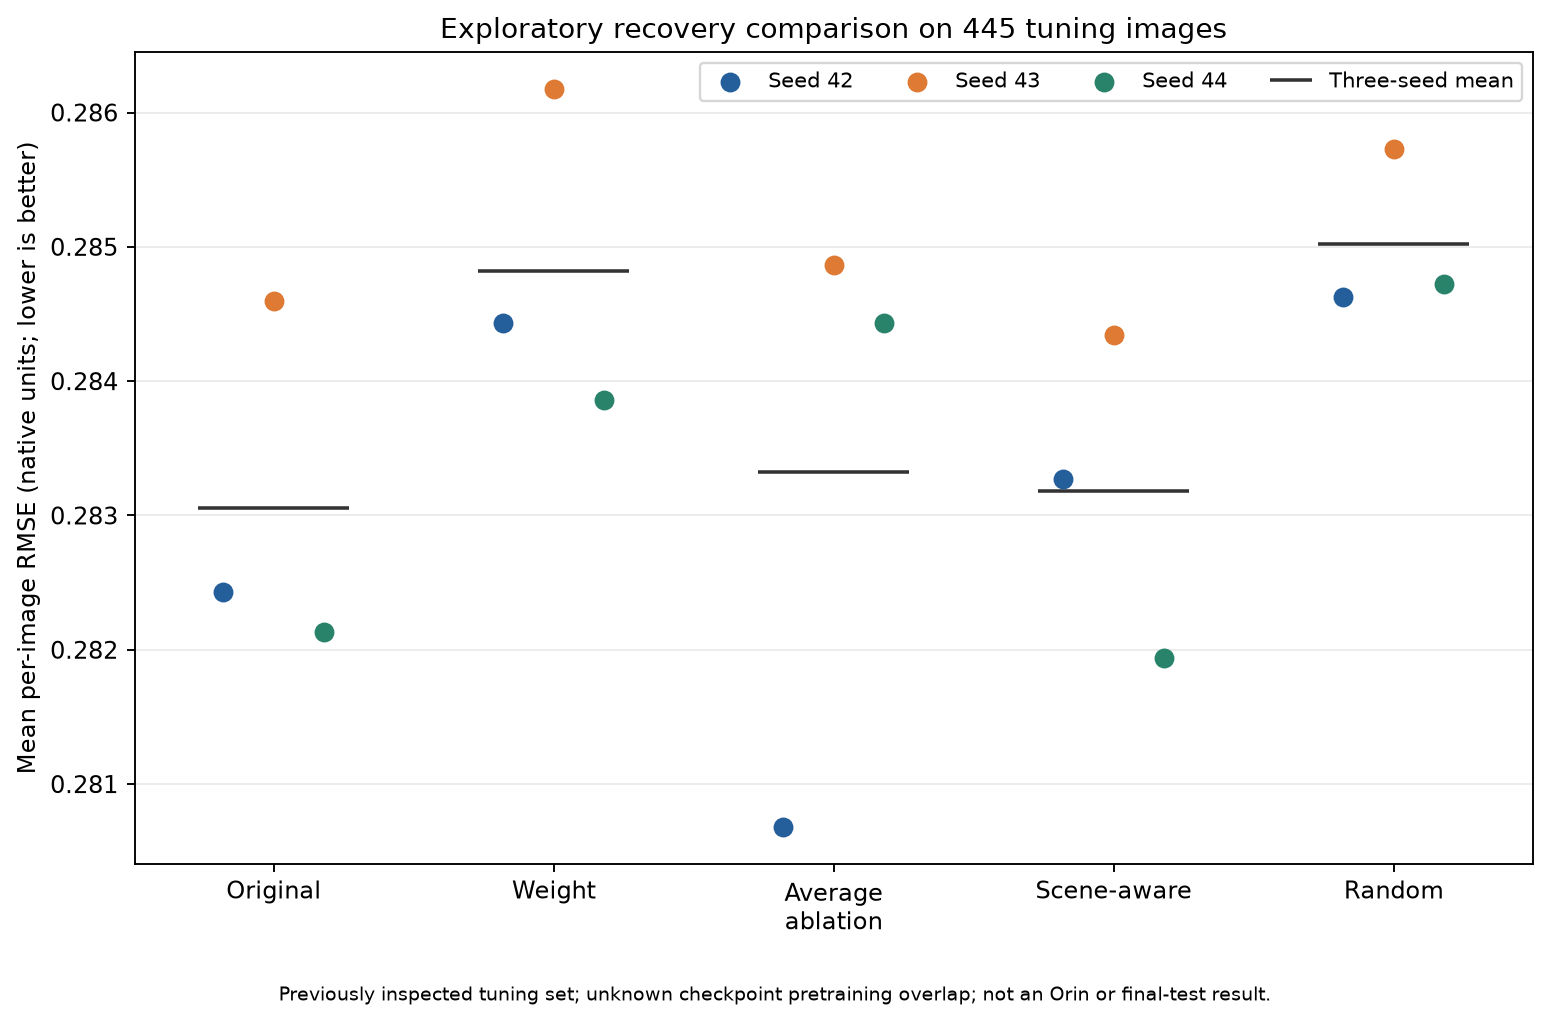 Exploratory recovery comparison on 445 tuning images
Seed 42
Seed 43
Seed 44
Three-seed mean
Mean per-image RMSE (native units; lower is better)
0.286
0.285
0.284
0.283
0.282
0.281
Original
Weight
Average
ablation
Scene-aware
Random
Previously inspected tuning set; unknown checkpoint pretraining overlap; not an Orin or final-test result.